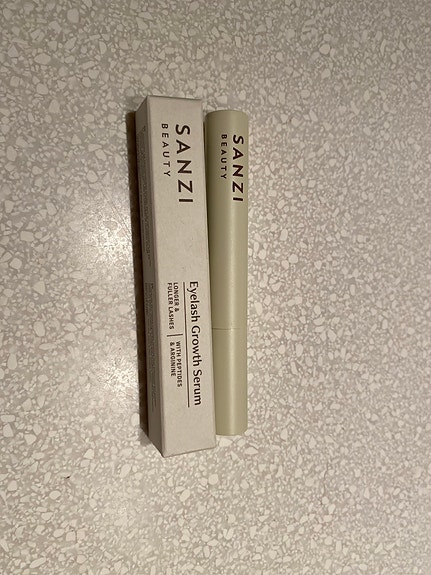 SANZI
BEAUTY
Eyelash Growth Serum
LONGER &
FULLER LASHES
WITH PEPTIDES
& ARGININE
SANZI
BEAUTY